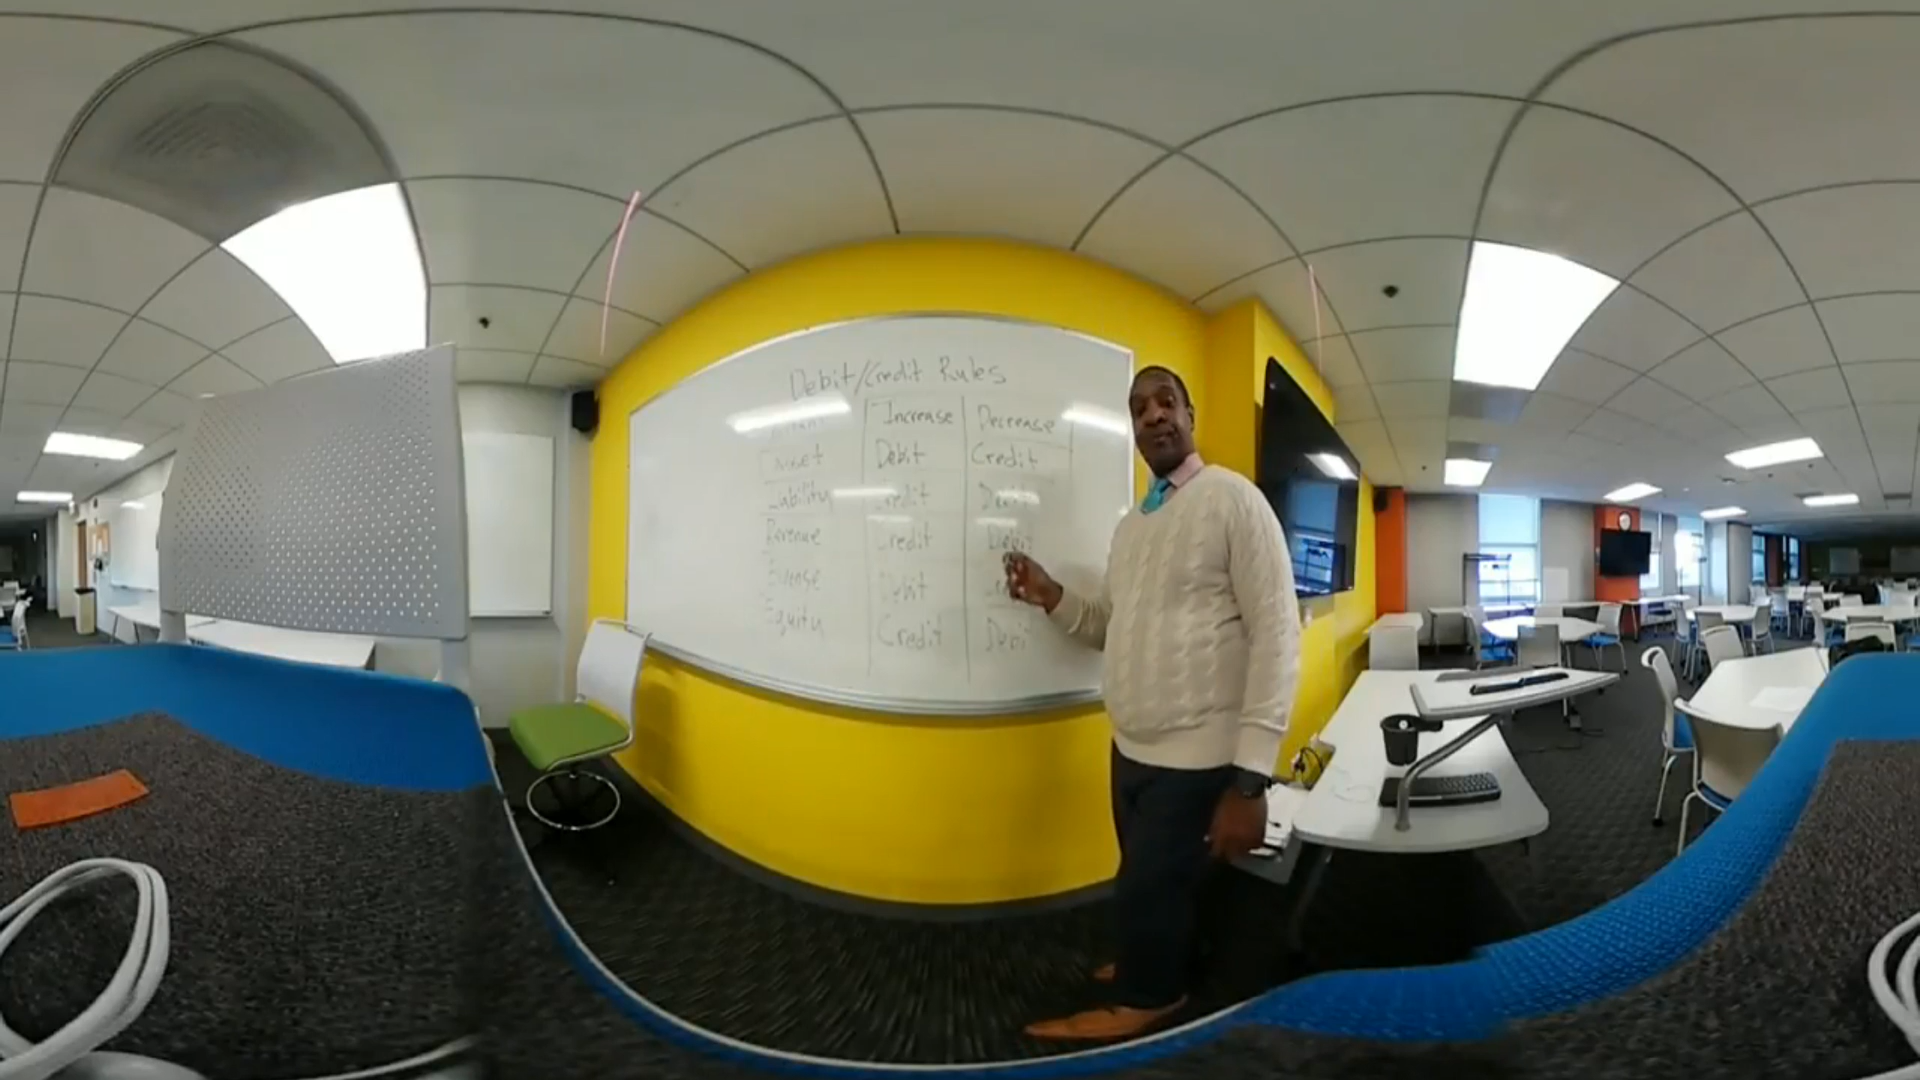 Debit/Credit Rules
Increase Decrease
Asset Debit Credit
Liability Credit Debit
Revenue Credit Debit
Expense Debit
Equity Credit Debit